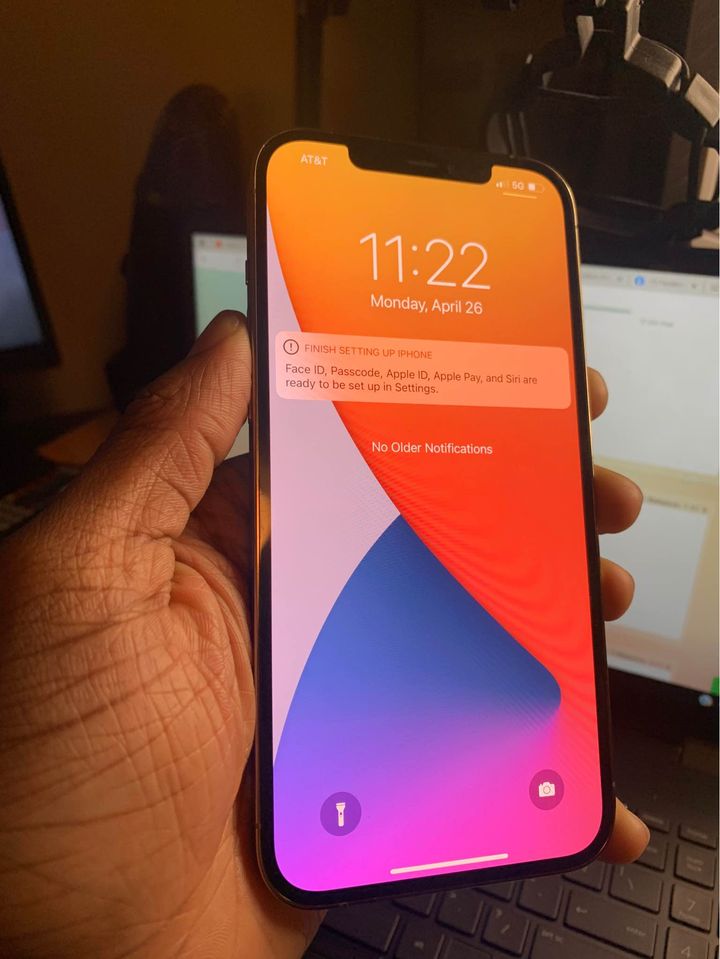 AT&T
5G
11:22
Monday, April 26
FINISH SETTING UP IPHONE
Face ID, Passcode, Apple ID, Apple Pay, and Siri are
ready to be set up in Settings.
No Older Notifications